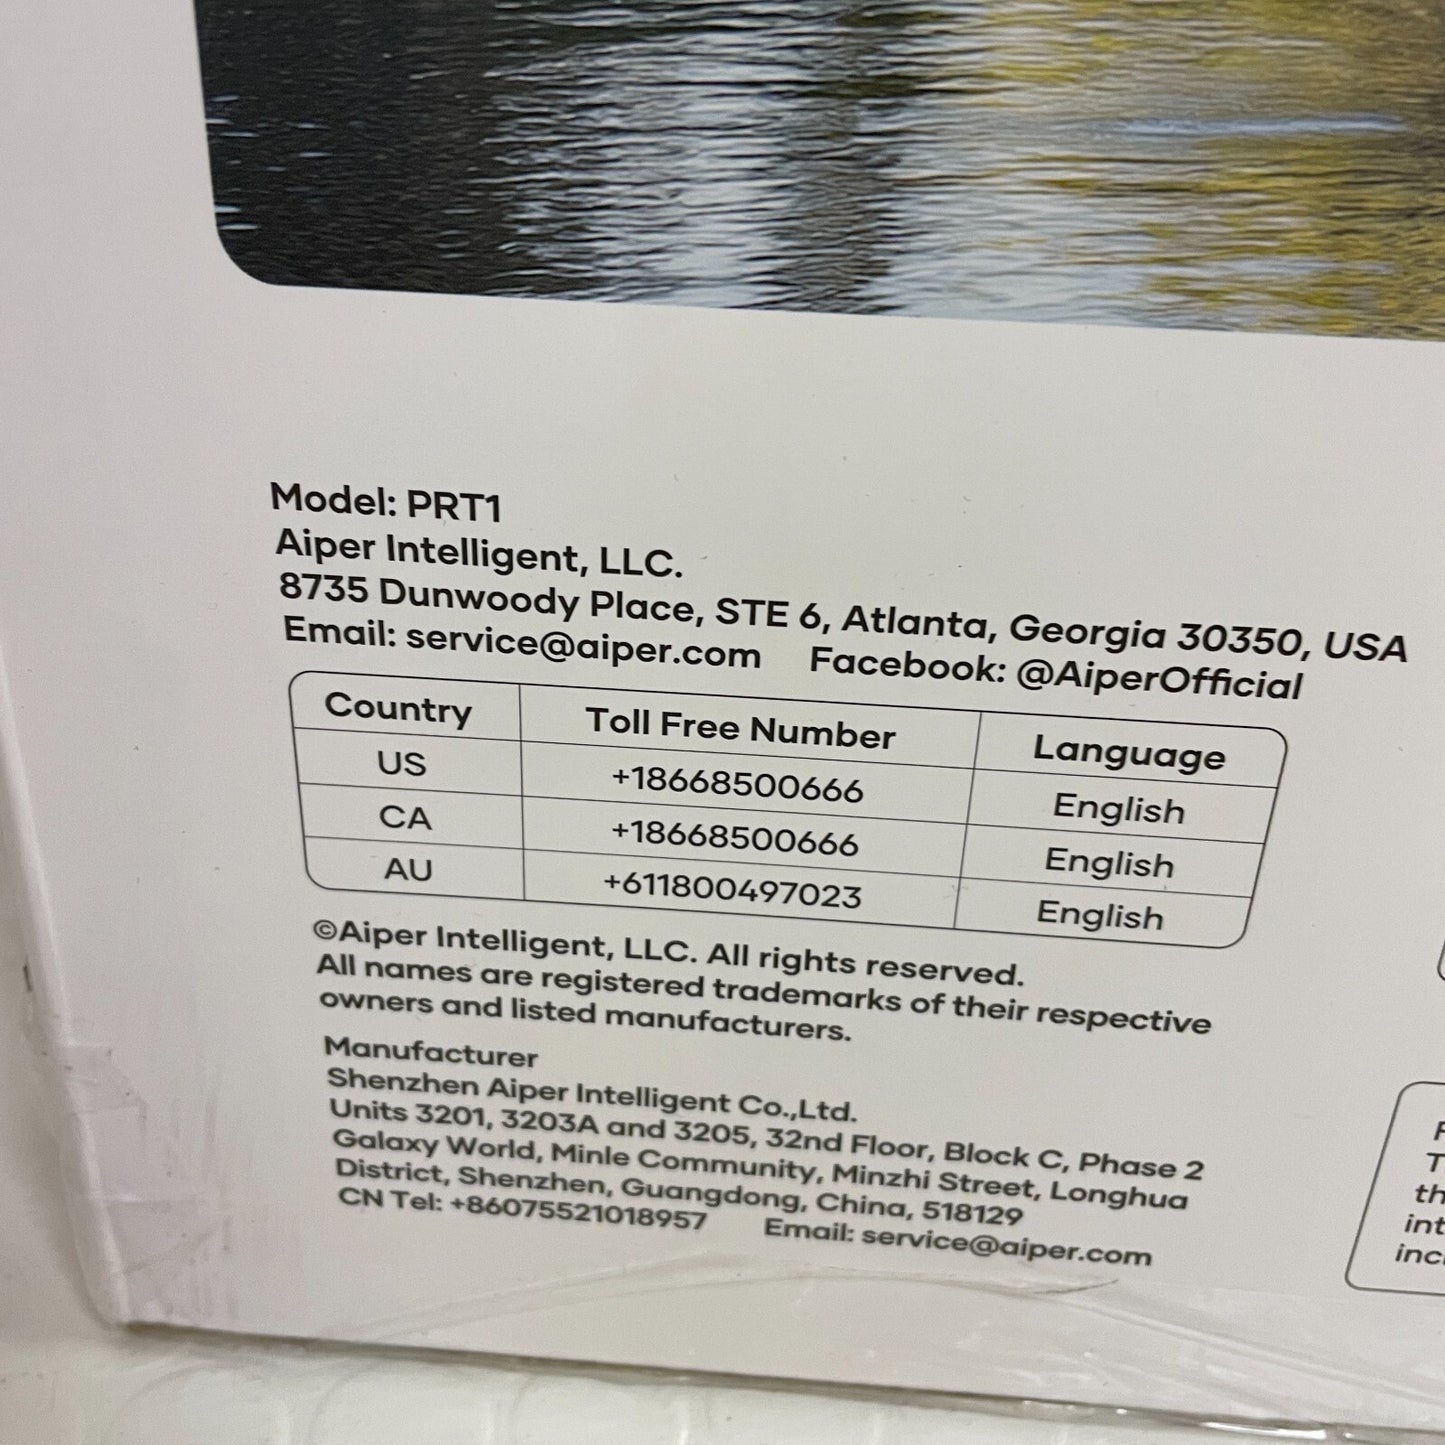 Model: PRT1
Aiper Intelligent, LLC.
8735 Dunwoody Place, STE 6, Atlanta, Georgia 30350, USA
Email: service@aiper.com Facebook: @AiperOfficial
Country Toll Free Number Language
US +18668500666 English
CA +18668500666 English
AU +611800497023 English
©Aiper Intelligent, LLC. All rights reserved.
All names are registered trademarks of their respective
owners and listed manufacturers.
Manufacturer
Shenzhen Aiper Intelligent Co.,Ltd.
Units 3201, 3203A and 3205, 32nd Floor, Block C, Phase 2
Galaxy World, Minle Community, Minzhi Street, Longhua
District, Shenzhen, Guangdong, China, 518129
CN Tel: +8607552101​8957 Email: service@aiper.com